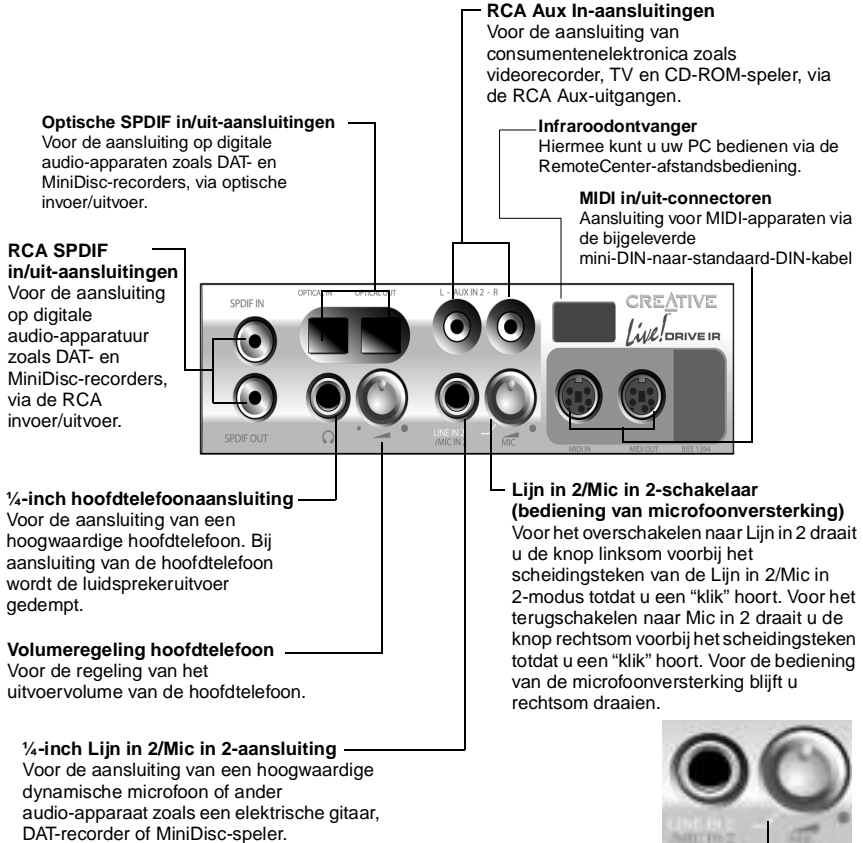 RCA Aux In-aansluitingen
Voor de aansluiting van
consumentenelektronica zoals
videorecorder, TV en CD-ROM-speler, via
de RCA Aux-uitgangen.
Optische SPDIF in/uit-aansluitingen
Voor de aansluiting op digitale
audio-apparaten zoals DAT- en
MiniDisc-recorders, via optische
invoer/uitvoer.
Infraroodontvanger
Hiermee kunt u uw PC bedienen via de
RemoteCenter-afstandsbediening.
MIDI in/uit-connectoren
Aansluiting voor MIDI-apparaten via
de bijgeleverde
mini-DIN-naar-standaard-DIN-kabel
RCA SPDIF
in/uit-aansluitingen
Voor de aansluiting
op digitale
audio-apparatuur
zoals DAT- en
MiniDisc-recorders,
via de RCA
invoer/uitvoer.
SPDIF IN
OPTICAL IN
OPTICAL OUT
L - AUX IN 2 - R
CREATIVE
Live! DRIVE IR
SPDIF OUT
LINE IN 2
/MIC IN 2
MIC
MIDI IN
MIDI OUT
IEEE 1394
¼-inch hoofdtelefoonaansluiting
Voor de aansluiting van een
hoogwaardige hoofdtelefoon. Bij
aansluiting van de hoofdtelefoon
wordt de luidsprekeruitvoer
gedempt.
Volumeregeling hoofdtelefoon
Voor de regeling van het
uitvoervolume van de hoofdtelefoon.
¼-inch Lijn in 2/Mic in 2-aansluiting
Voor de aansluiting van een hoogwaardige
dynamische microfoon of ander
audio-apparaat zoals een elektrische gitaar,
DAT-recorder of MiniDisc-speler.
Lijn in 2/Mic in 2-schakelaar
(bediening van microfoonversterking)
Voor het overschakelen naar Lijn in 2 draait
u de knop linksom voorbij het
scheidingsteken van de Lijn in 2/Mic in
2-modus totdat u een “klik” hoort. Voor het
terugschakelen naar Mic in 2 draait u de
knop rechtsom voorbij het scheidingsteken
totdat u een “klik” hoort. Voor de bediening
van de microfoonversterking blijft u
rechtsom draaien.
LINE IN 2
/MIC IN 2